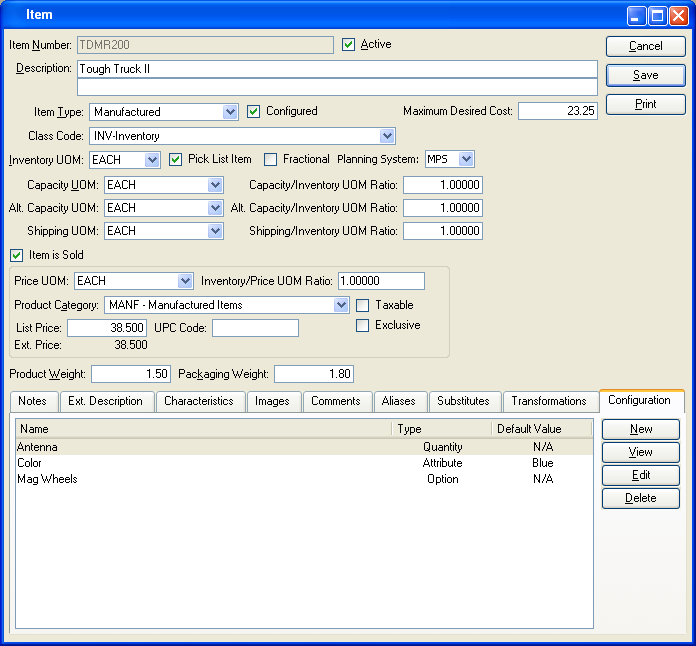 Item
Item Number: TDMR200 Active Cancel
Description: Tough Truck II Save
Item Type: Manufactured Configured Maximum Desired Cost: 23.25 Print
Class Code: INV-Inventory
Inventory UOM: EACH Pick List Item Fractional Planning System: MPS
Capacity UOM: EACH Capacity/Inventory UOM Ratio: 1.00000
Alt. Capacity UOM: EACH Alt. Capacity/Inventory UOM Ratio: 1.00000
Shipping UOM: EACH Shipping/Inventory UOM Ratio: 1.00000
Item is Sold
Price UOM: EACH Inventory/Price UOM Ratio: 1.00000
Product Category: MANF - Manufactured Items Taxable
List Price: 38.500 UPC Code: Exclusive
Ext. Price: 38.500
Product Weight: 1.50 Packaging Weight: 1.80
Notes Ext. Description Characteristics Images Comments Aliases Substitutes Transformations Configuration
Name Type Default Value New
Antenna Quantity N/A View
Color Attribute Blue Edit
Mag Wheels Option N/A Delete